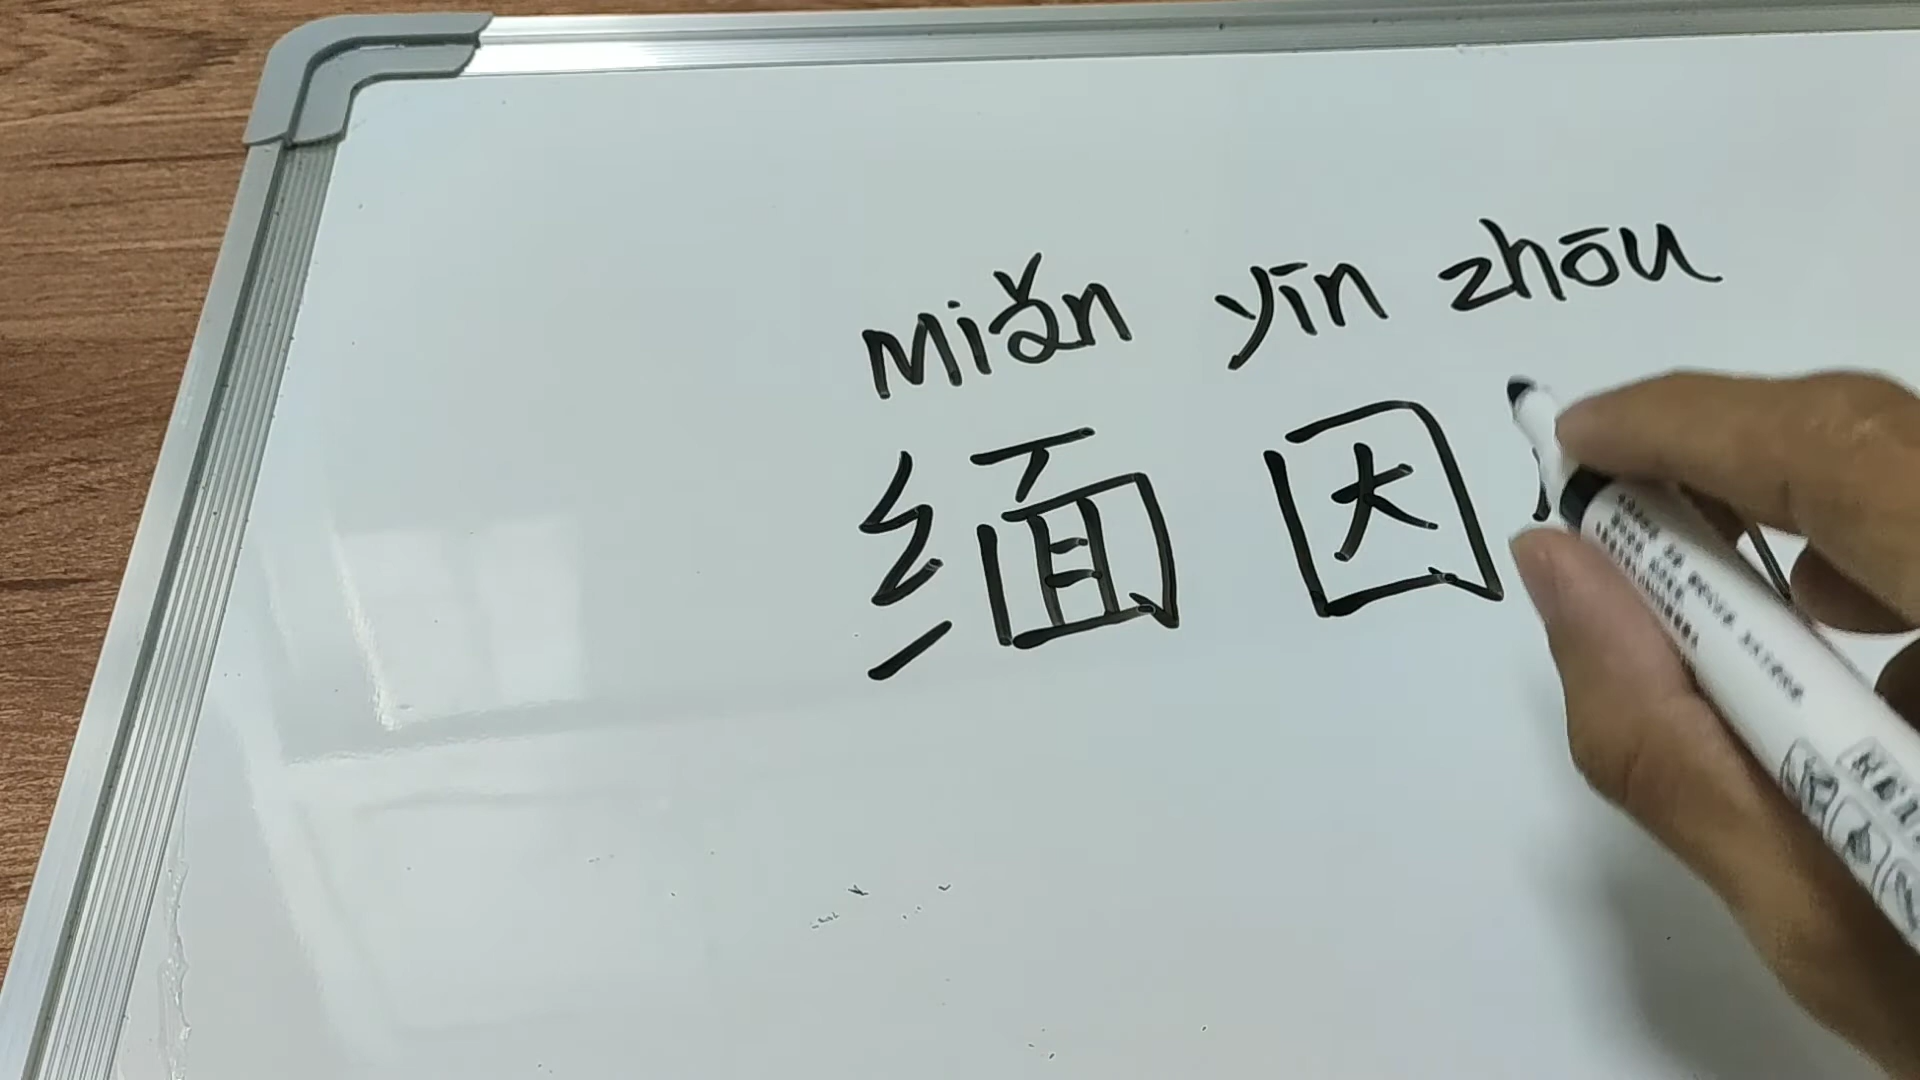 miǎn yīn zhōu
缅因